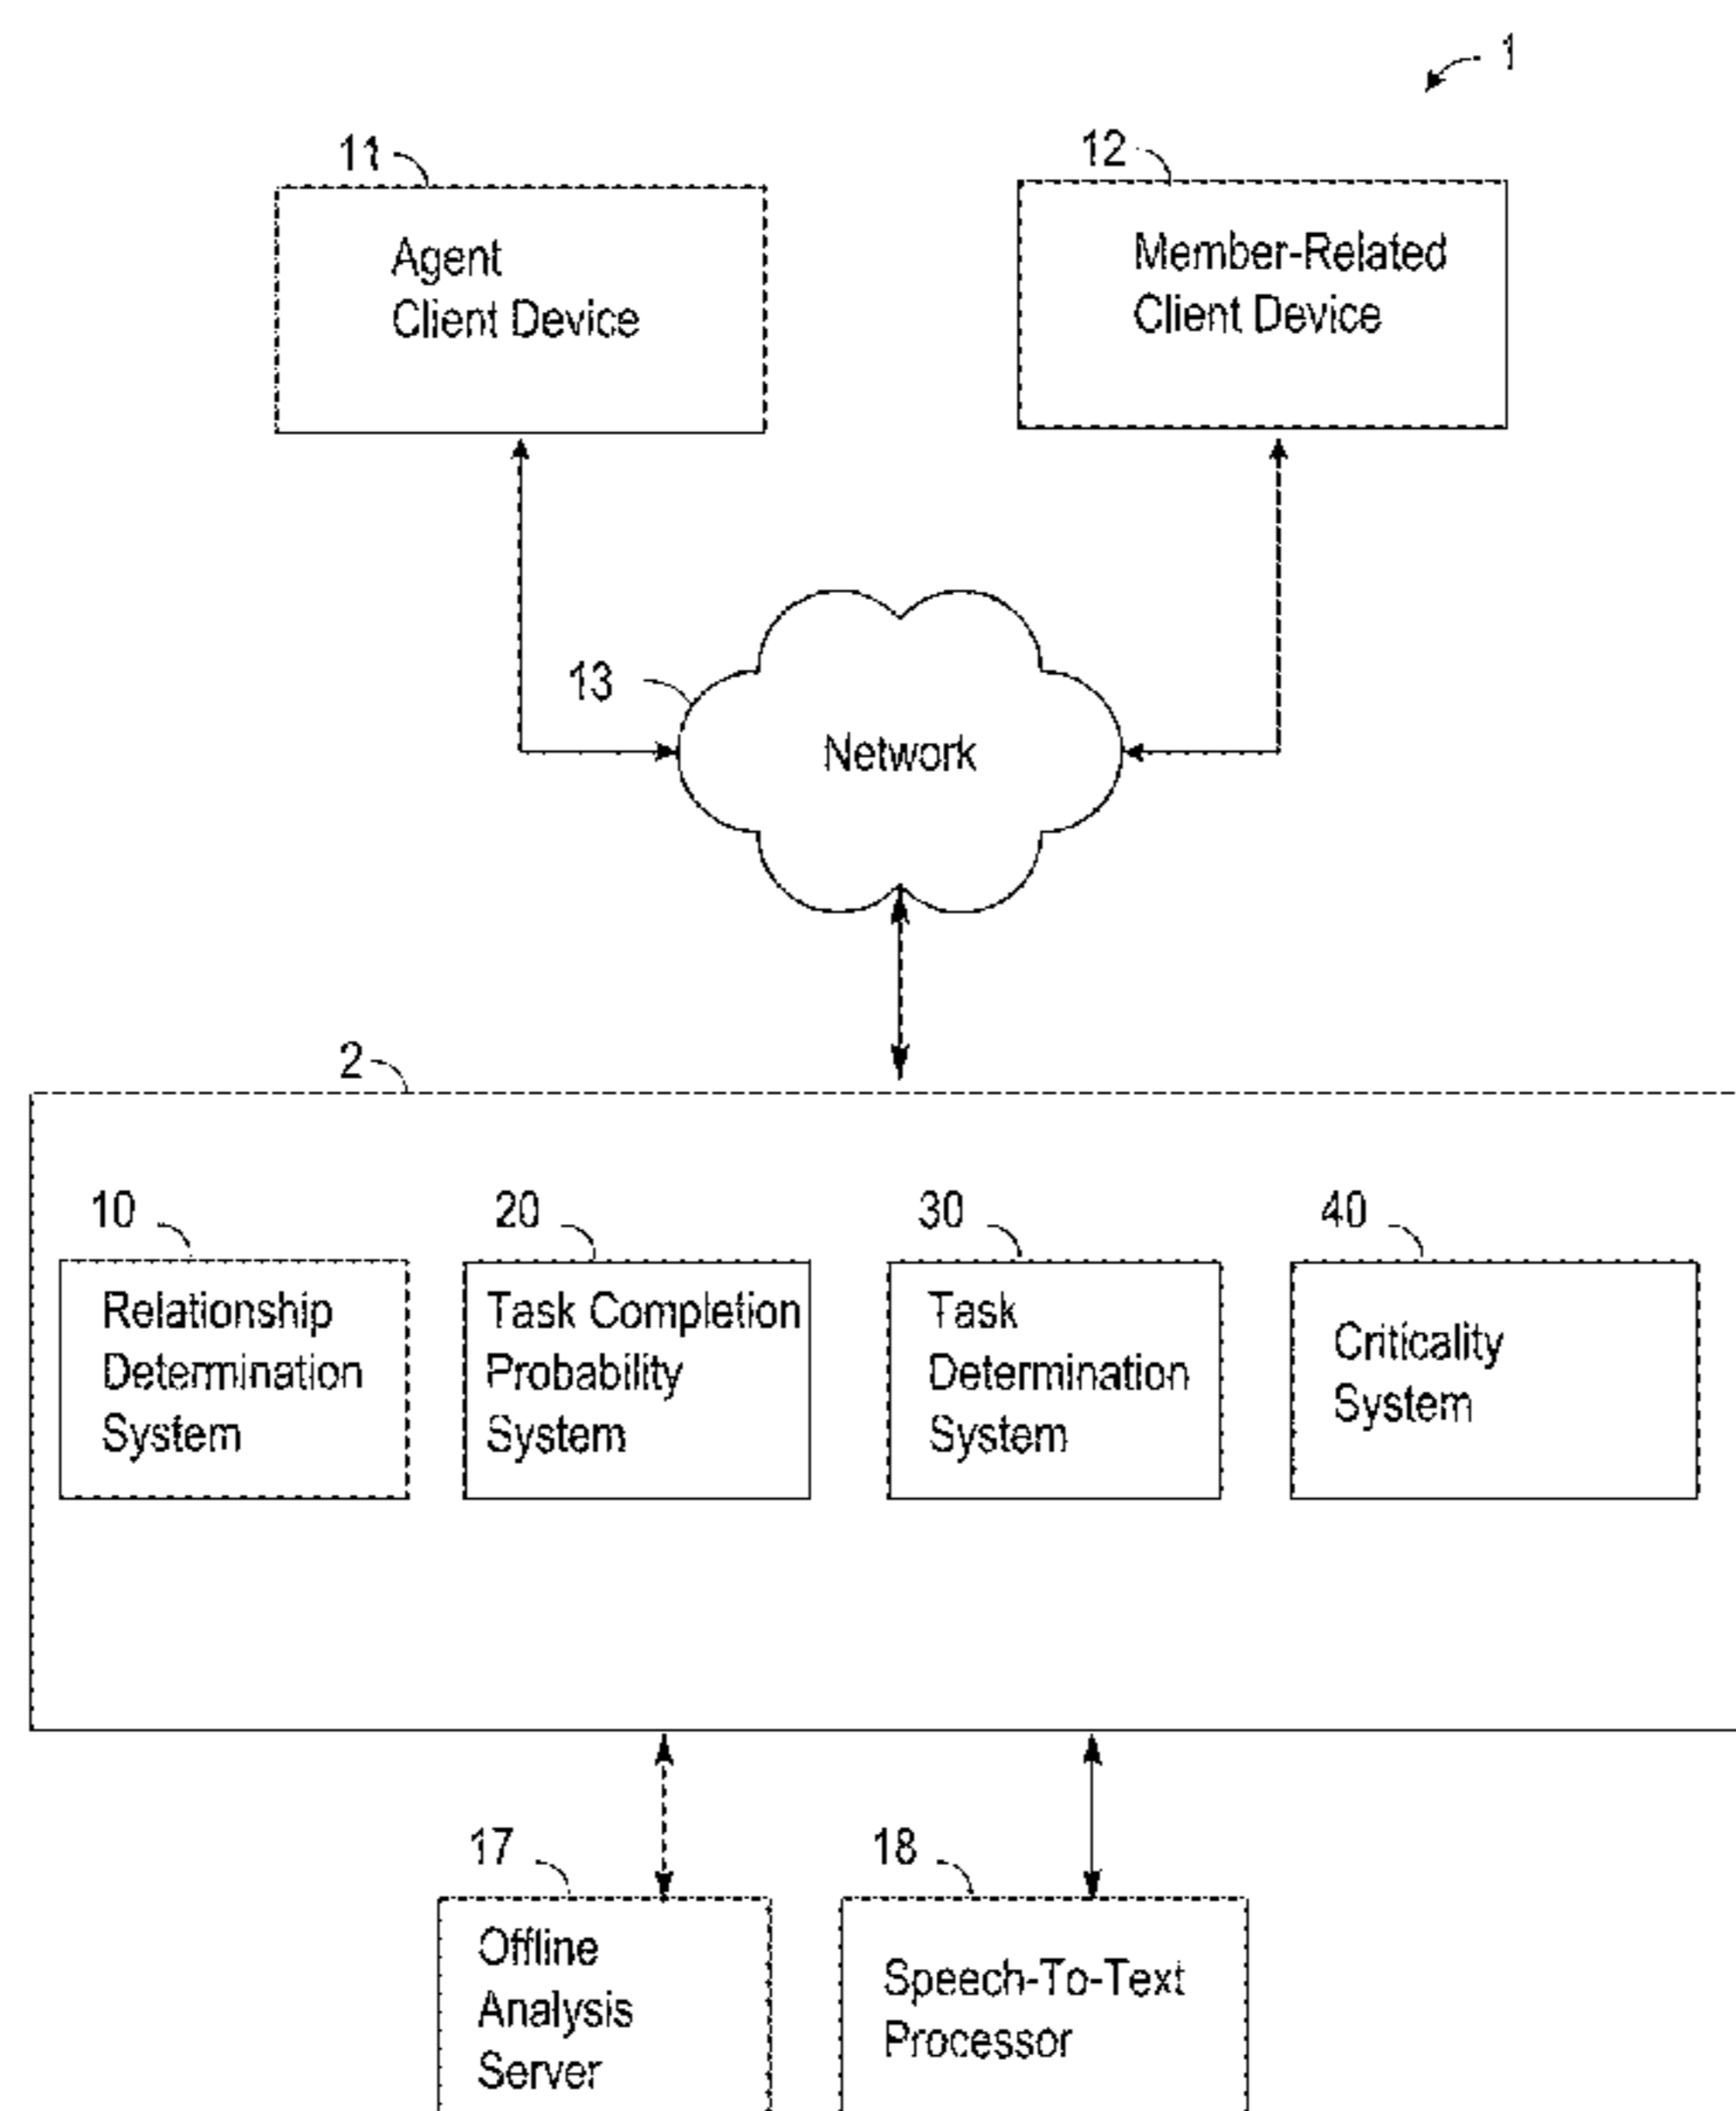 1
11
12
Agent
Client Device
Member-Related
Client Device
13
Network
2
10
20
30
40
Relationship
Determination
System
Task Completion
Probability
System
Task
Determination
System
Criticality
System
17
18
Offline
Analysis
Server
Speech-To-Text
Processor